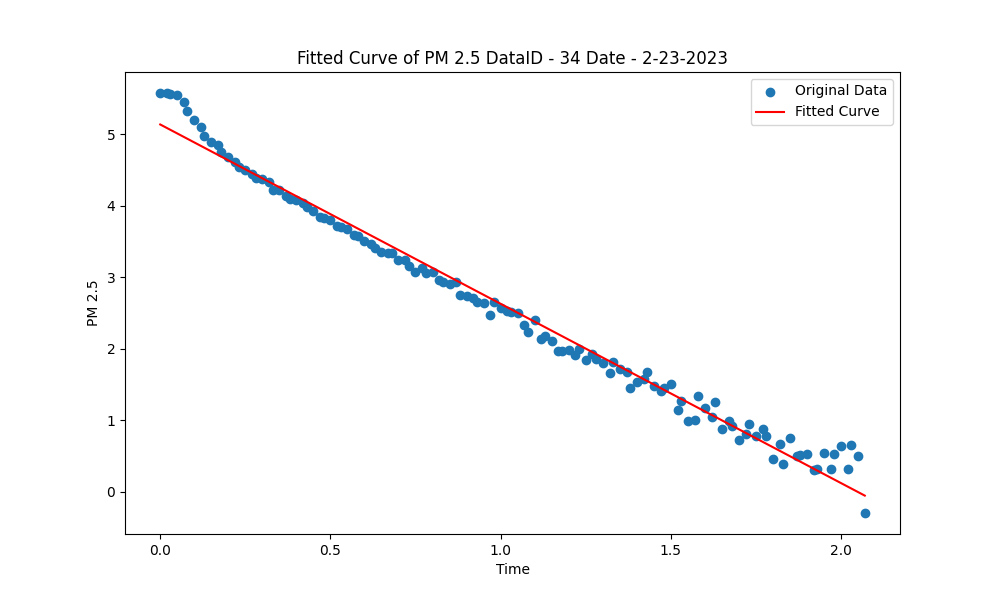 Fitted Curve of PM 2.5 DataID - 34 Date - 2-23-2023
Original Data
Fitted Curve
PM 2.5
5
4
3
2
1
0
0.0 0.5 1.0 1.5 2.0
Time